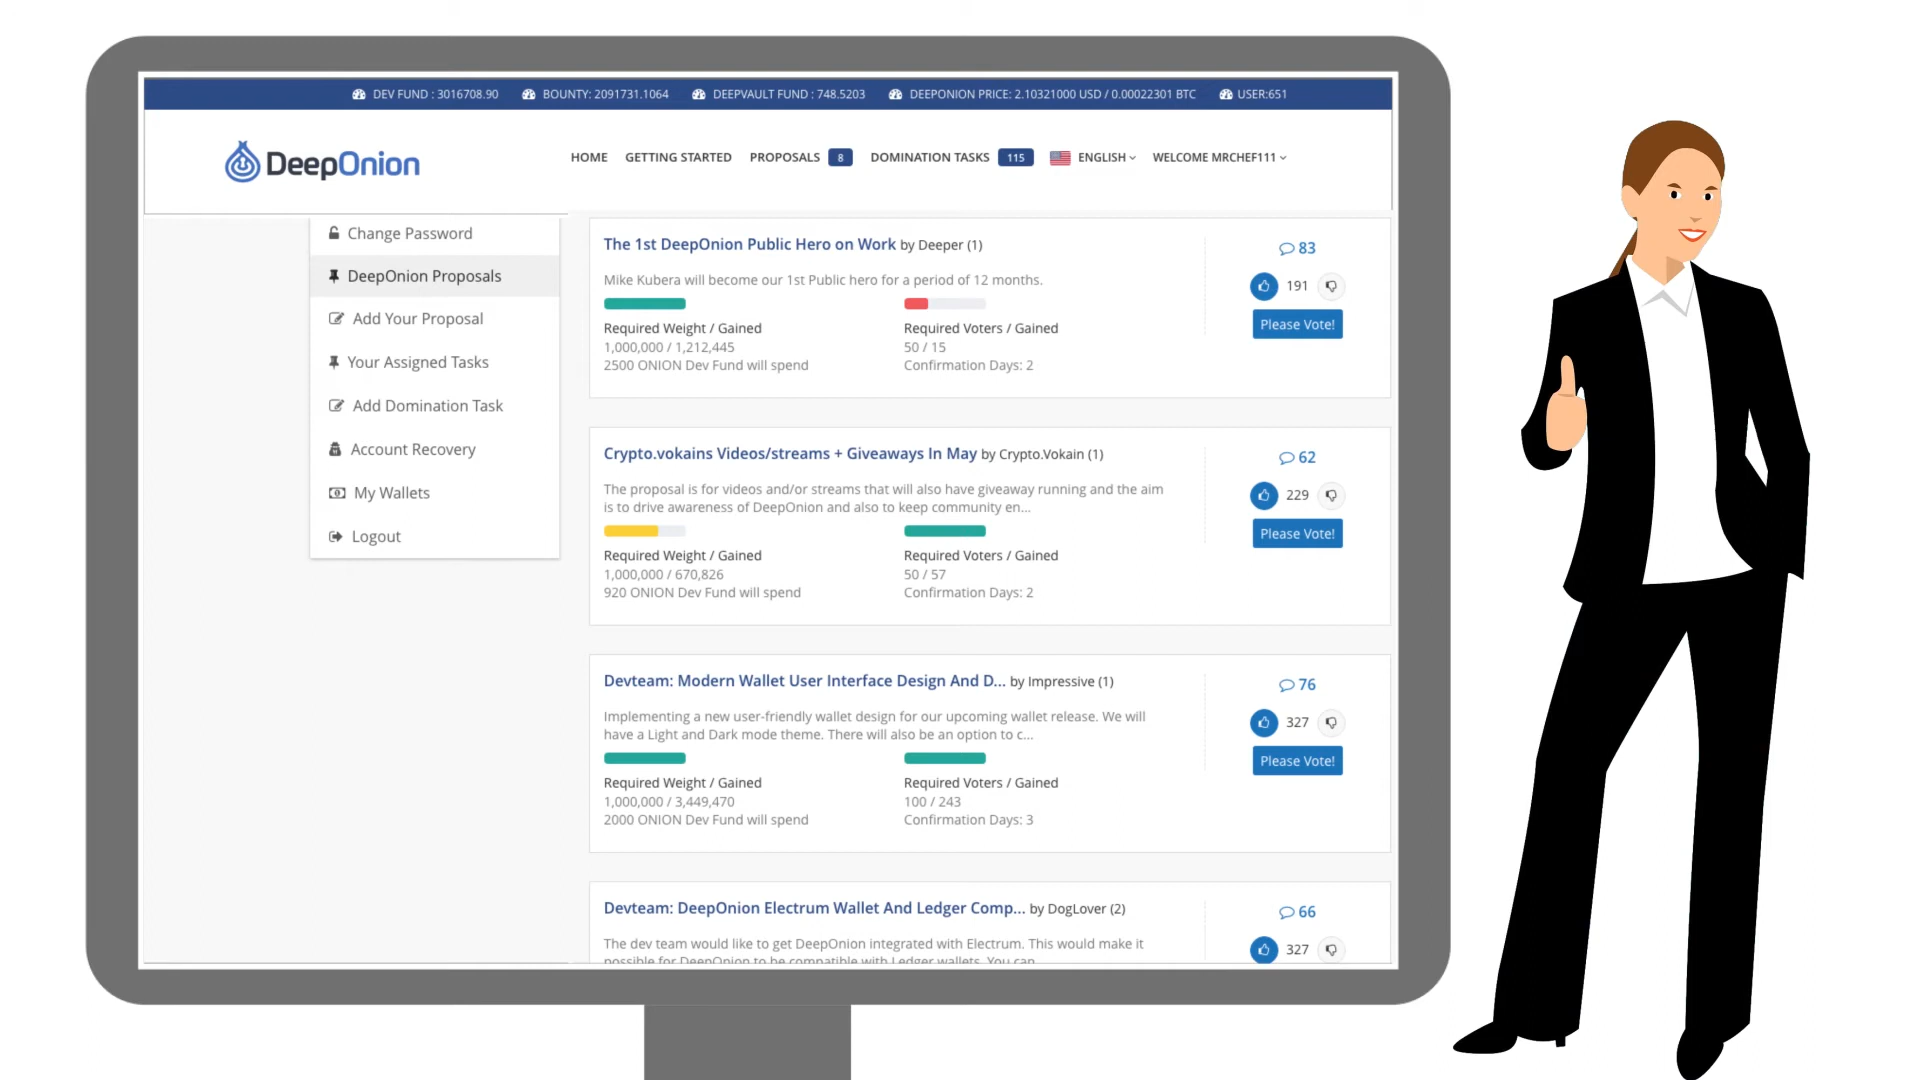 DEV FUND : 3016708.90 BOUNTY: 2091731.1064 DEEPVAULT FUND : 748.5203 DEEPONION PRICE: 2.10321000 USD / 0.00022301 BTC USER:651
DeepOnion
HOME GETTING STARTED PROPOSALS 8 DOMINATION TASKS 115 ENGLISH WELCOME MRCHEF111
Change Password
DeepOnion Proposals
Add Your Proposal
Your Assigned Tasks
Add Domination Task
Account Recovery
My Wallets
Logout
The 1st DeepOnion Public Hero on Work by Deeper (1)
Mike Kubera will become our 1st Public hero for a period of 12 months.
Required Weight / Gained
1,000,000 / 1,212,445
2500 ONION Dev Fund will spend
Required Voters / Gained
50 / 15
Confirmation Days: 2
83
191
Please Vote!
Crypto.vokains Videos/streams + Giveaways In May by Crypto.Vokain (1)
The proposal is for videos and/or streams that will also have giveaway running and the aim
is to drive awareness of DeepOnion and also to keep community en...
Required Weight / Gained
1,000,000 / 670,826
920 ONION Dev Fund will spend
Required Voters / Gained
50 / 57
Confirmation Days: 2
62
229
Please Vote!
Devteam: Modern Wallet User Interface Design And D... by Impressive (1)
Implementing a new user-friendly wallet design for our upcoming wallet release. We will
have a Light and Dark mode theme. There will also be an option to c...
Required Weight / Gained
1,000,000 / 3,449,470
2000 ONION Dev Fund will spend
Required Voters / Gained
100 / 243
Confirmation Days: 3
76
327
Please Vote!
Devteam: DeepOnion Electrum Wallet And Ledger Comp... by DogLover (2)
The dev team would like to get DeepOnion integrated with Electrum. This would make it
possible for DeepOnion to be compatible with Ledger wallets. You can
66
327